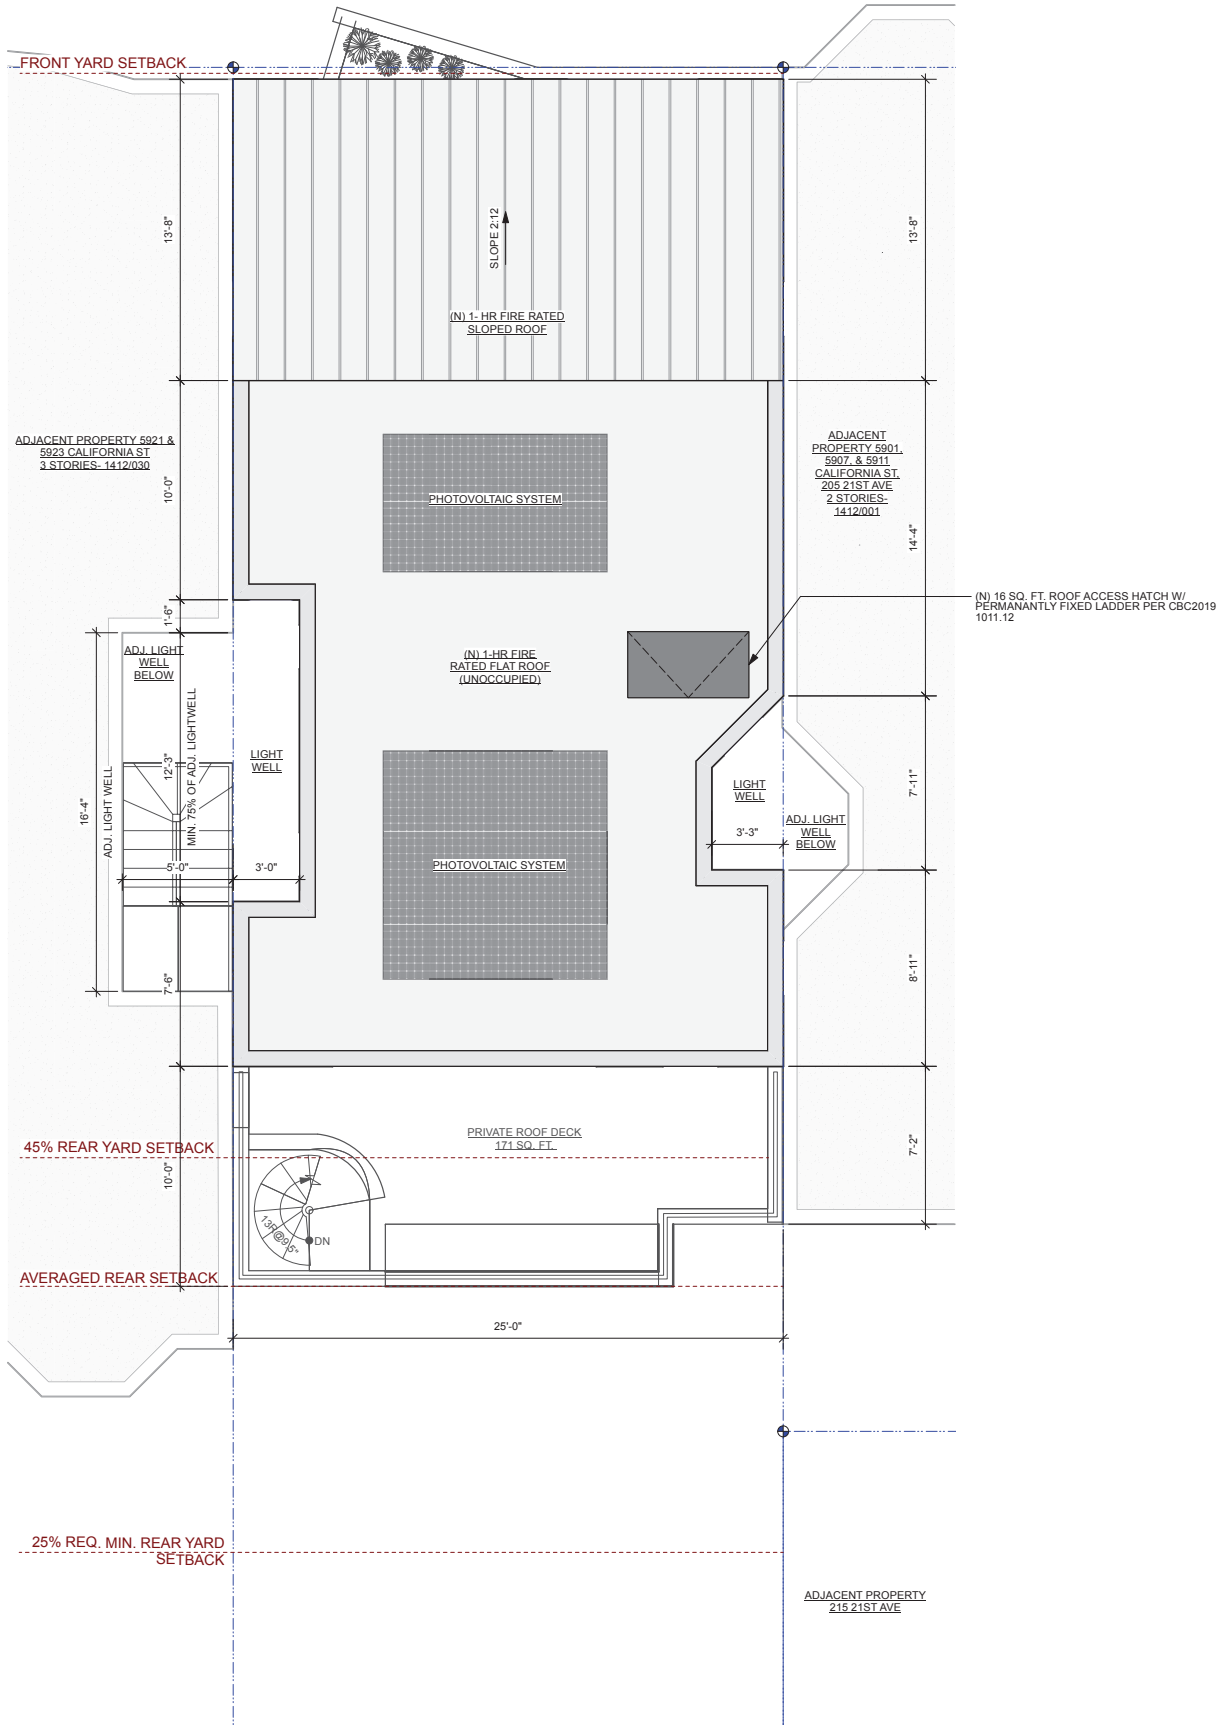 FRONT YARD SETBACK
13'-8"
SLOPE 2:12
13'-8"
(N) 1- HR FIRE RATED
SLOPED ROOF
ADJACENT PROPERTY 5921 &
5923 CALIFORNIA ST
3 STORIES- 1412/030
10'-0"
PHOTOVOLTAIC SYSTEM
ADJACENT
PROPERTY 5901,
5907, & 5911
CALIFORNIA ST,
205 21ST AVE
2 STORIES-
1412/001
14'-4"
(N) 16 SQ. FT. ROOF ACCESS HATCH W/
PERMANANTLY FIXED LADDER PER CBC2019
1011.12
1'-6"
ADJ. LIGHT
WELL
BELOW
(N) 1-HR FIRE
RATED FLAT ROOF
(UNOCCUPIED)
12'-3"
MIN. 75% OF ADJ. LIGHTWELL
LIGHT
WELL
16'-4"
ADJ. LIGHT WELL
LIGHT
WELL
7'-11"
ADJ. LIGHT
WELL
BELOW
3'-3"
5'-0"
3'-0"
PHOTOVOLTAIC SYSTEM
7'-6"
8'-11"
PRIVATE ROOF DECK
171 SQ. FT.
45% REAR YARD SETBACK
10'-0"
7'-2"
13R@9.5"
DN
AVERAGED REAR SETBACK
25'-0"
25% REQ. MIN. REAR YARD
SETBACK
ADJACENT PROPERTY
215 21ST AVE